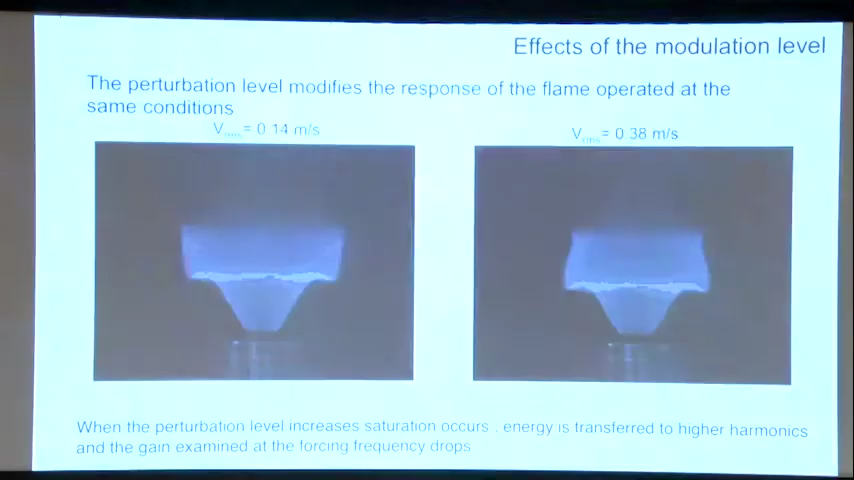 Effects of the modulation level
The perturbation level modifies the response of the flame operated at the
same conditions
Vrms= 0.14 m/s
Vrms= 0.38 m/s
When the perturbation level increases saturation occurs , energy is transferred to higher harmonics
and the gain examined at the forcing frequency drops